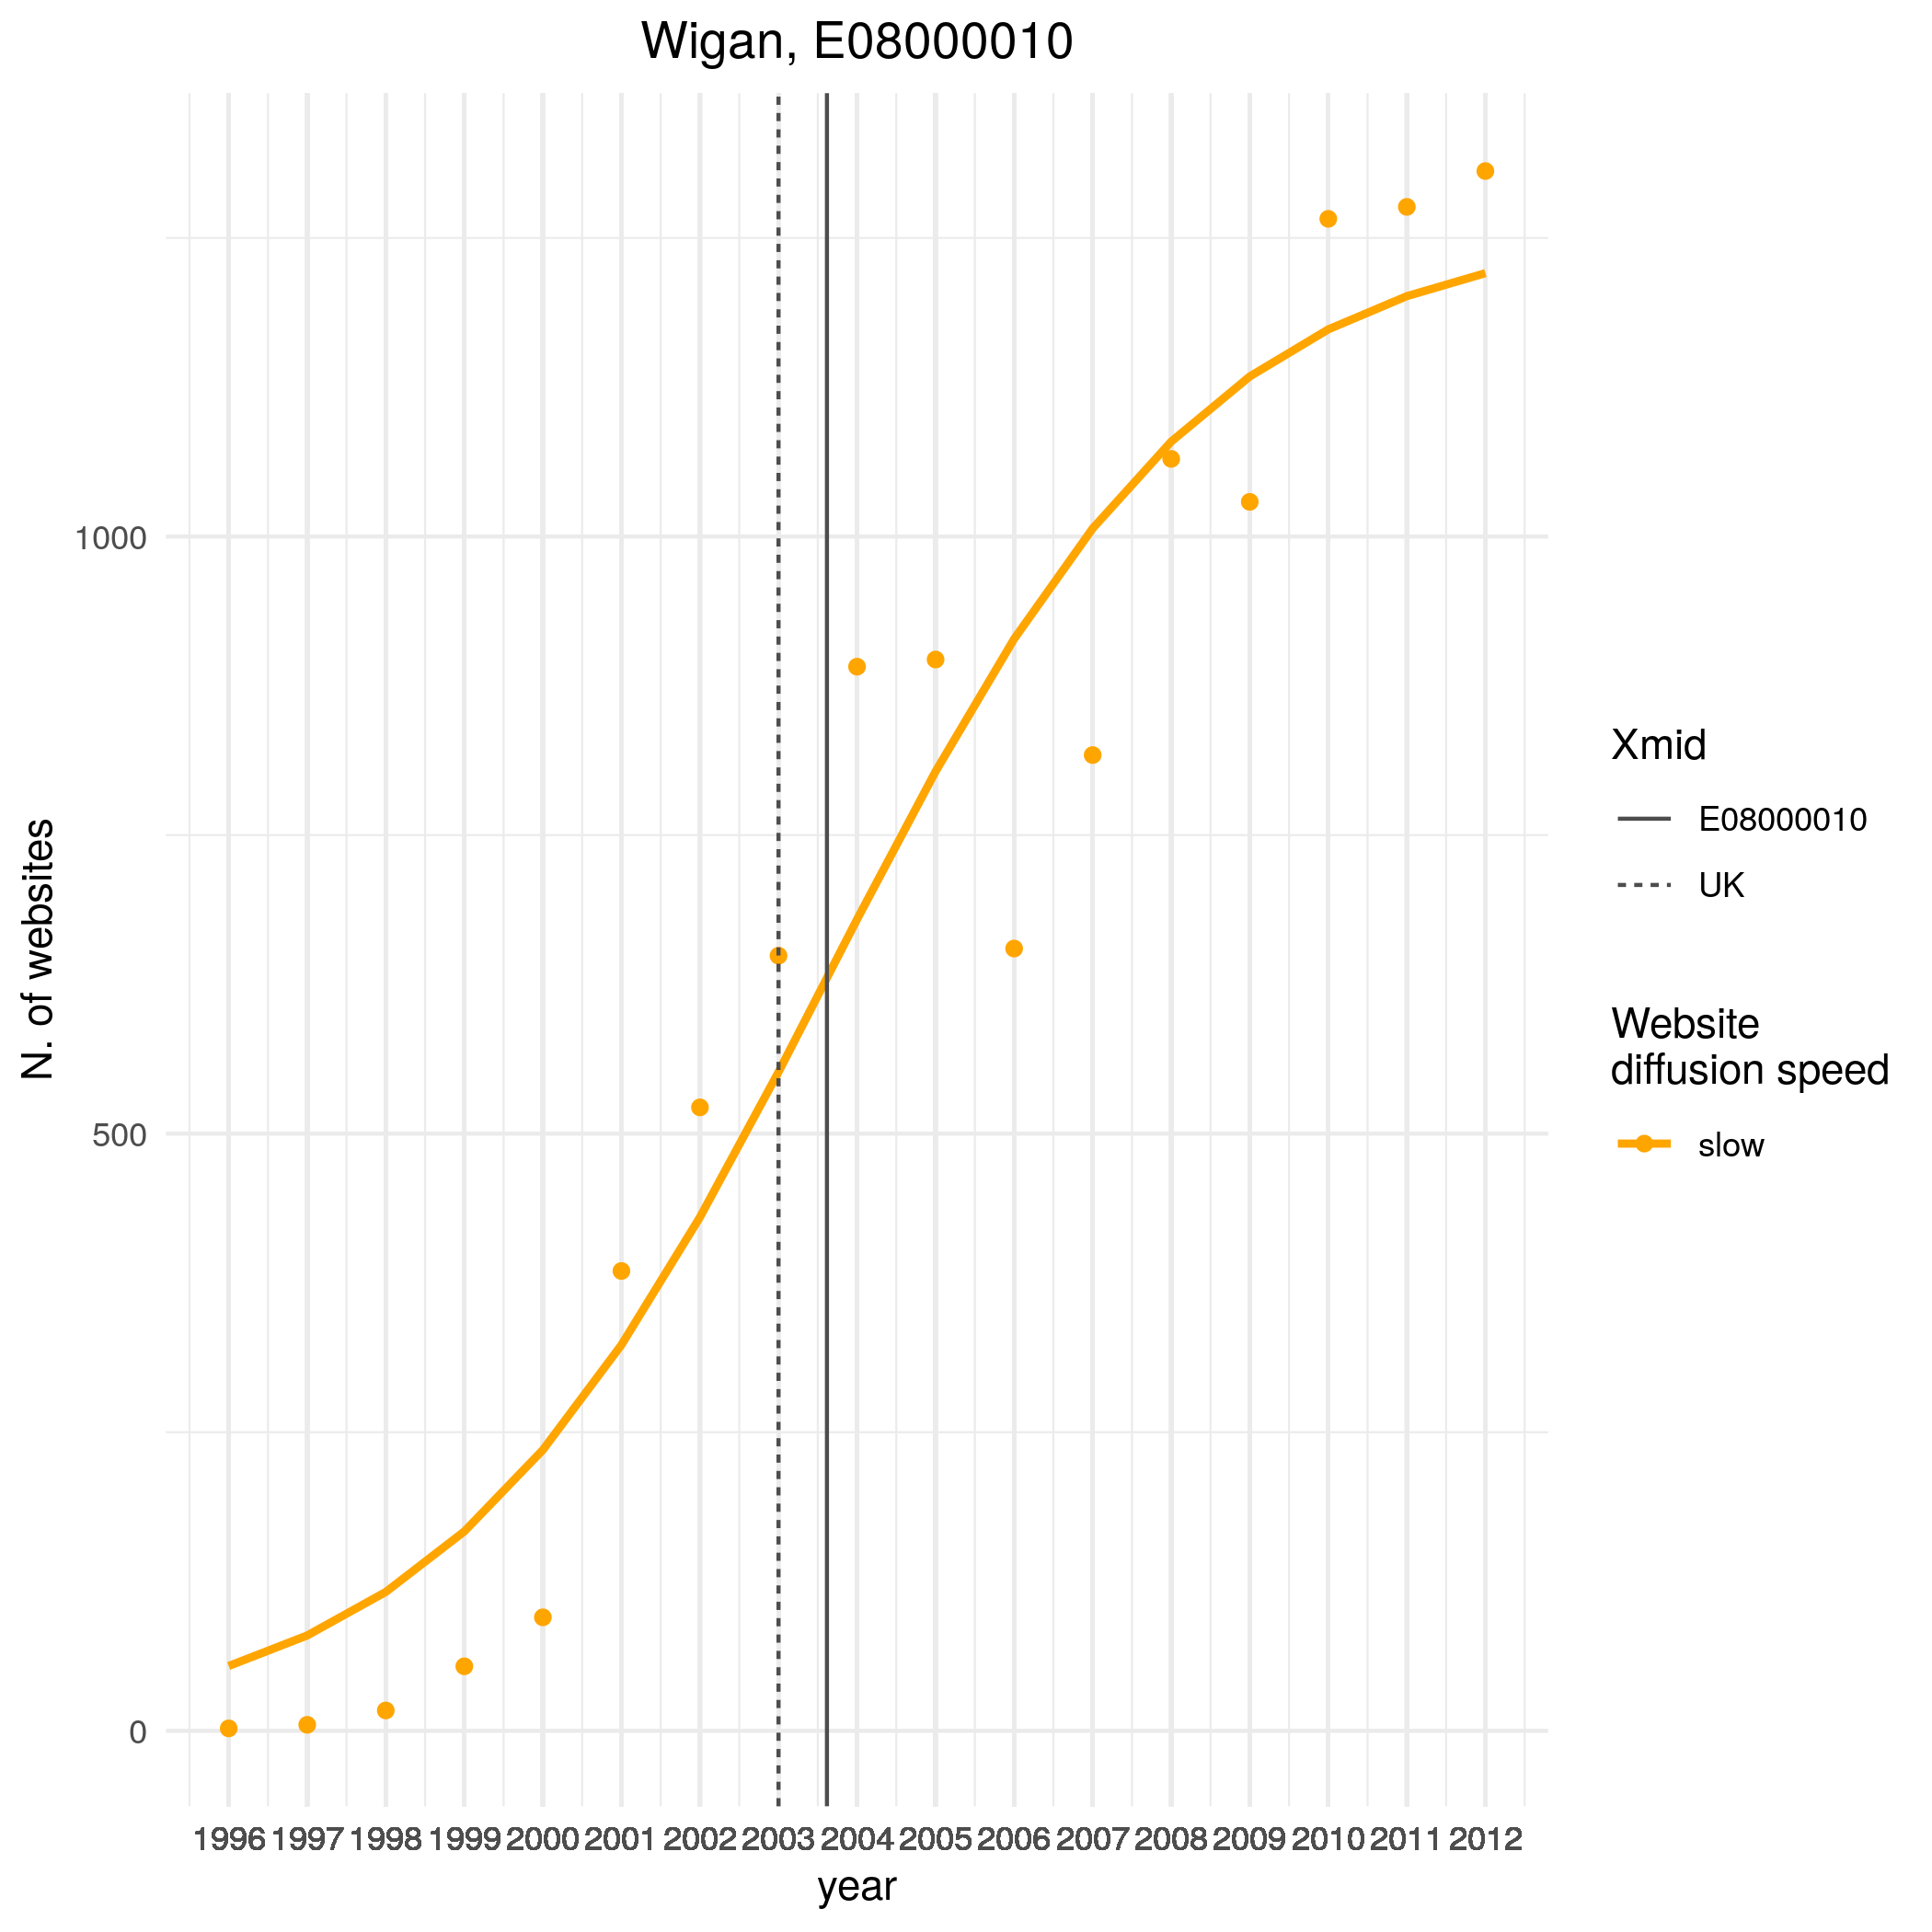 Wigan, E08000010
N. of websites
1000
500
0
1996 1997 1998 1999 2000 2001 2002 2003 2004 2005 2006 2007 2008 2009 2010 2011 2012
year
Xmid
E08000010
UK
Website
diffusion speed
slow